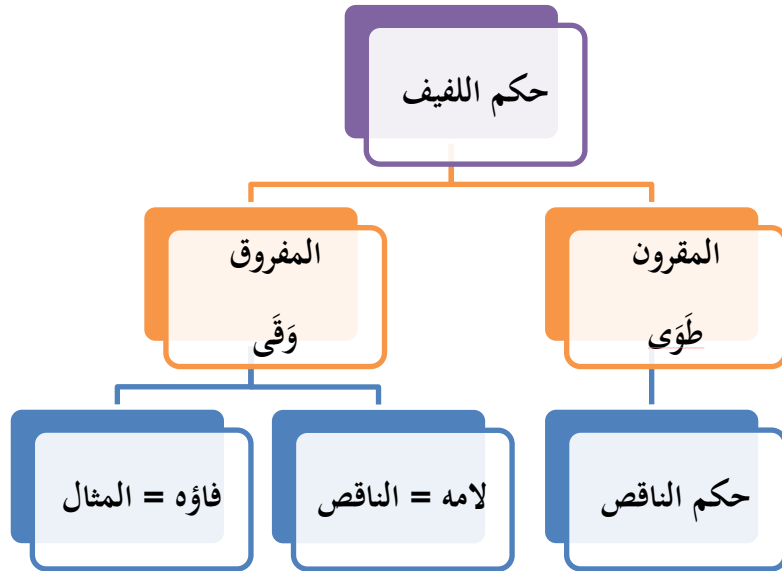 حكم اللفيف
المقرون
طَوَى
المفروق
وَقَى
حكم الناقص
لامه = الناقص
فاؤه = المثال